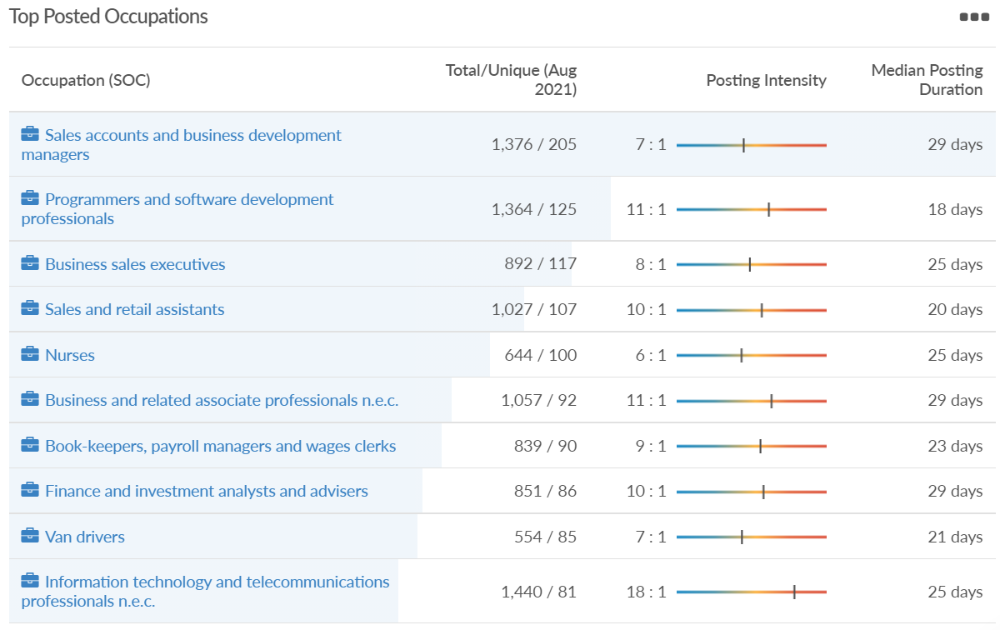 Top Posted Occupations
Occupation (SOC)
Total/Unique (Aug
2021)
Posting Intensity
Median Posting
Duration
Sales accounts and business development
managers
1,376 / 205
7 : 1
29 days
Programmers and software development
professionals
1,364 / 125
11 : 1
18 days
Business sales executives
892 / 117
8 : 1
25 days
Sales and retail assistants
1,027 / 107
10 : 1
20 days
Nurses
644 / 100
6 : 1
25 days
Business and related associate professionals n.e.c.
1,057 / 92
11 : 1
29 days
Book-keepers, payroll managers and wages clerks
839 / 90
9 : 1
23 days
Finance and investment analysts and advisers
851 / 86
10 : 1
29 days
Van drivers
554 / 85
7 : 1
21 days
Information technology and telecommunications
professionals n.e.c.
1,440 / 81
18 : 1
25 days